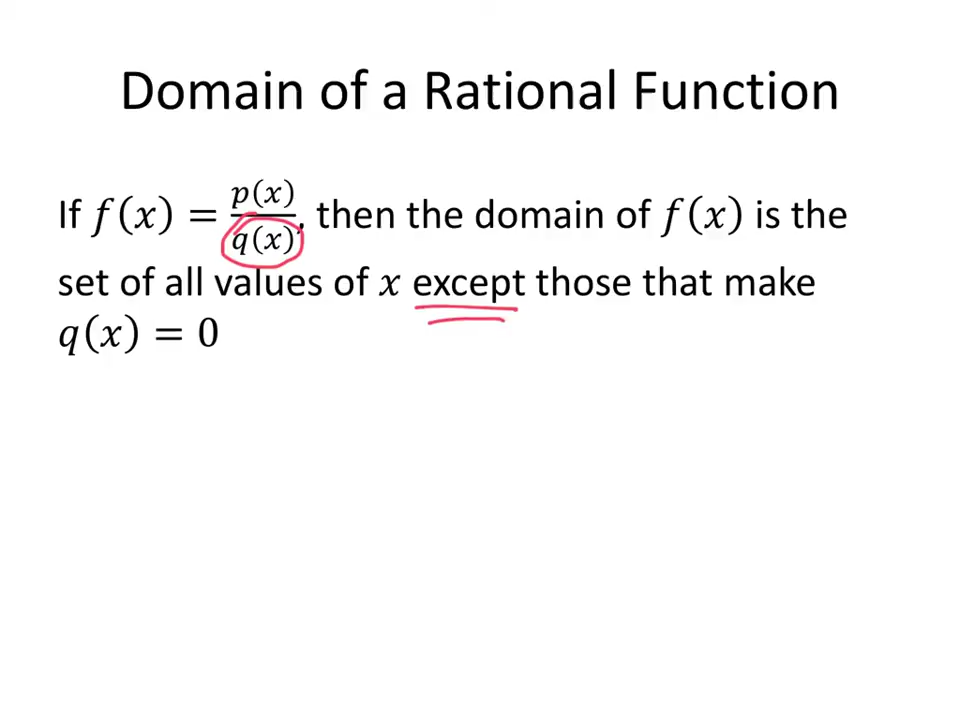 Domain of a Rational Function
If f(x) = p(x)/q(x), then the domain of f(x) is the
set of all values of x except those that make
q(x) = 0